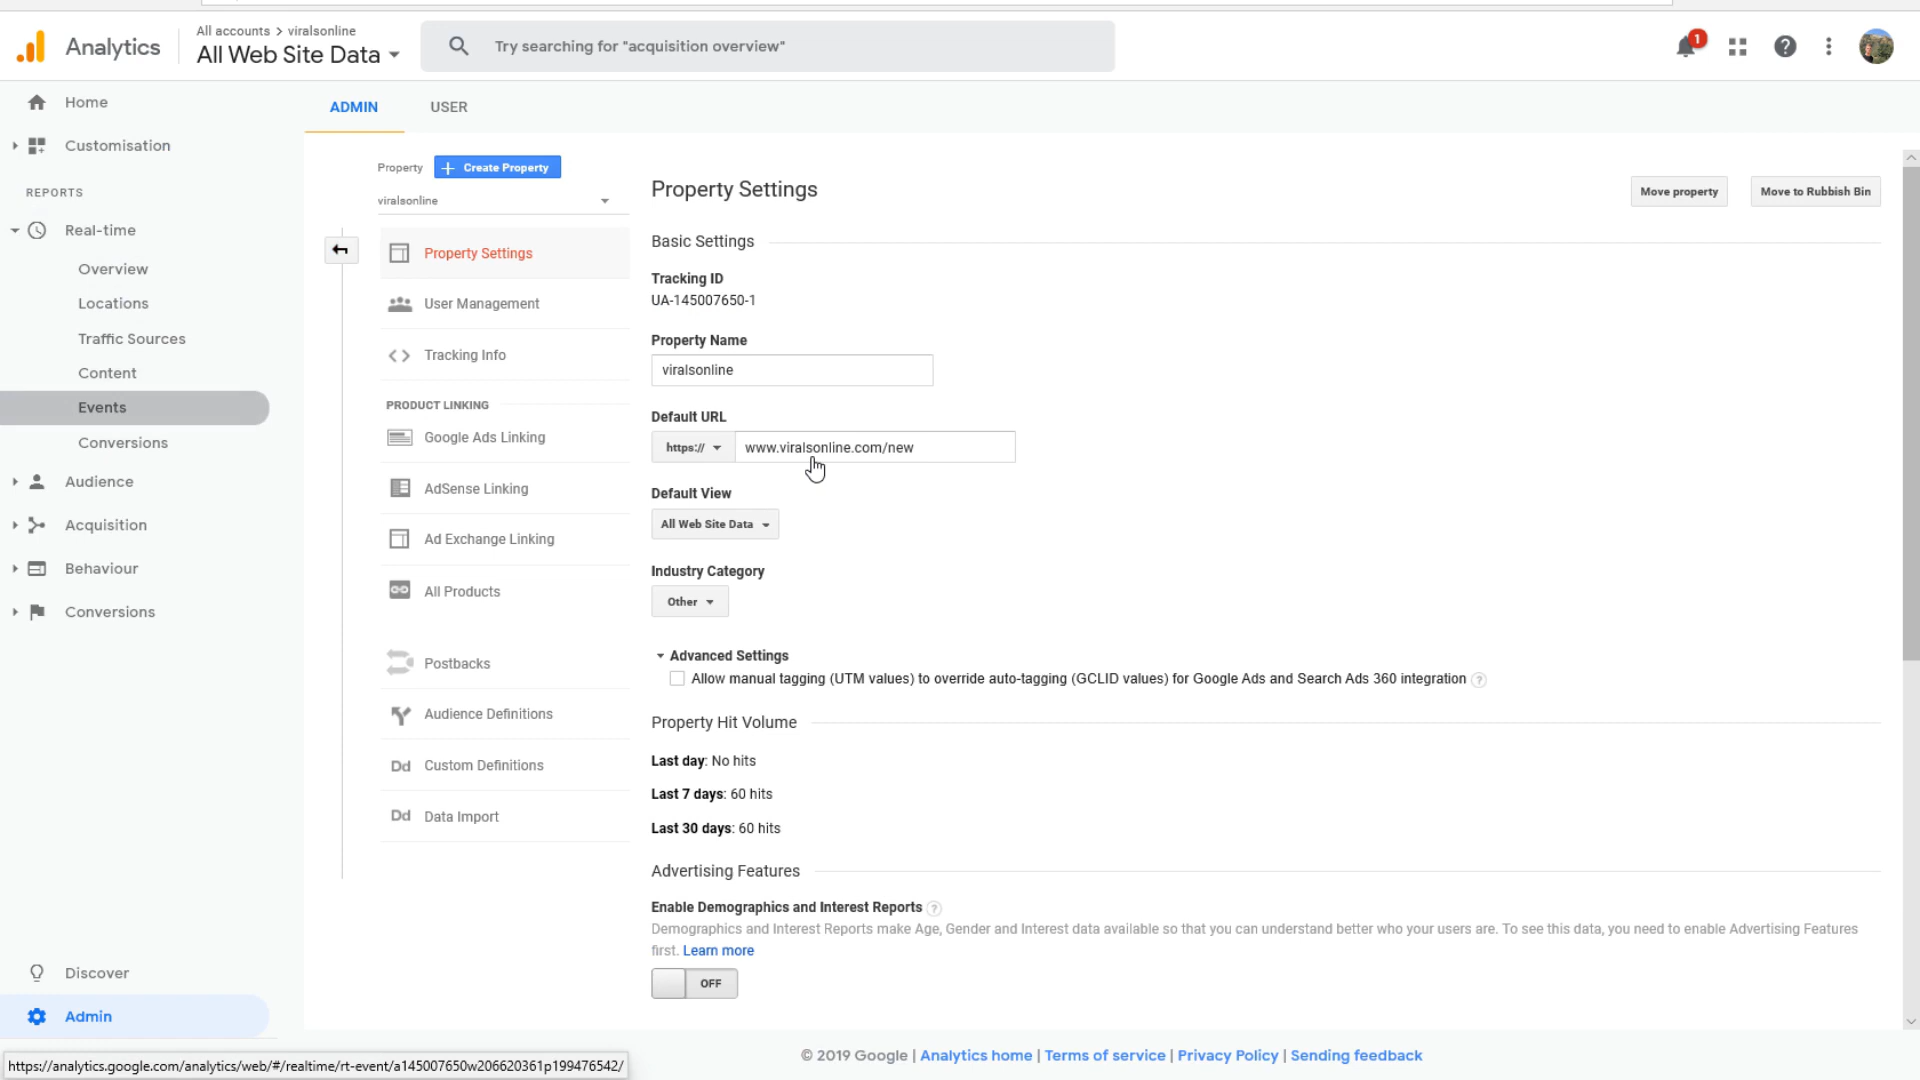 Analytics
All accounts > viralsonline
All Web Site Data
Try searching for "acquisition overview"
1
Home
Customisation
REPORTS
Real-time
Overview
Locations
Traffic Sources
Content
Events
Conversions
Audience
Acquisition
Behaviour
Conversions
Discover
Admin
ADMIN USER
Property + Create Property
viralsonline
Property Settings
User Management
Tracking Info
PRODUCT LINKING
Google Ads Linking
AdSense Linking
Ad Exchange Linking
All Products
Postbacks
Audience Definitions
Dd Custom Definitions
Dd Data Import
Property Settings
Move property
Move to Rubbish Bin
Basic Settings
Tracking ID
UA-145007650-1
Property Name
viralsonline
Default URL
https:// www.viralsonline.com/new
Default View
All Web Site Data
Industry Category
Other
Advanced Settings
Allow manual tagging (UTM values) to override auto-tagging (GCLID values) for Google Ads and Search Ads 360 integration ?
Property Hit Volume
Last day: No hits
Last 7 days: 60 hits
Last 30 days: 60 hits
Advertising Features
Enable Demographics and Interest Reports ?
Demographics and Interest Reports make Age, Gender and Interest data available so that you can understand better who your users are. To see this data, you need to enable Advertising Features
first. Learn more
OFF
© 2019 Google | Analytics home | Terms of service | Privacy Policy | Sending feedback
https://analytics.google.com/analytics/web/#/realtime/rt-event/a145007650w206620361p199476542/